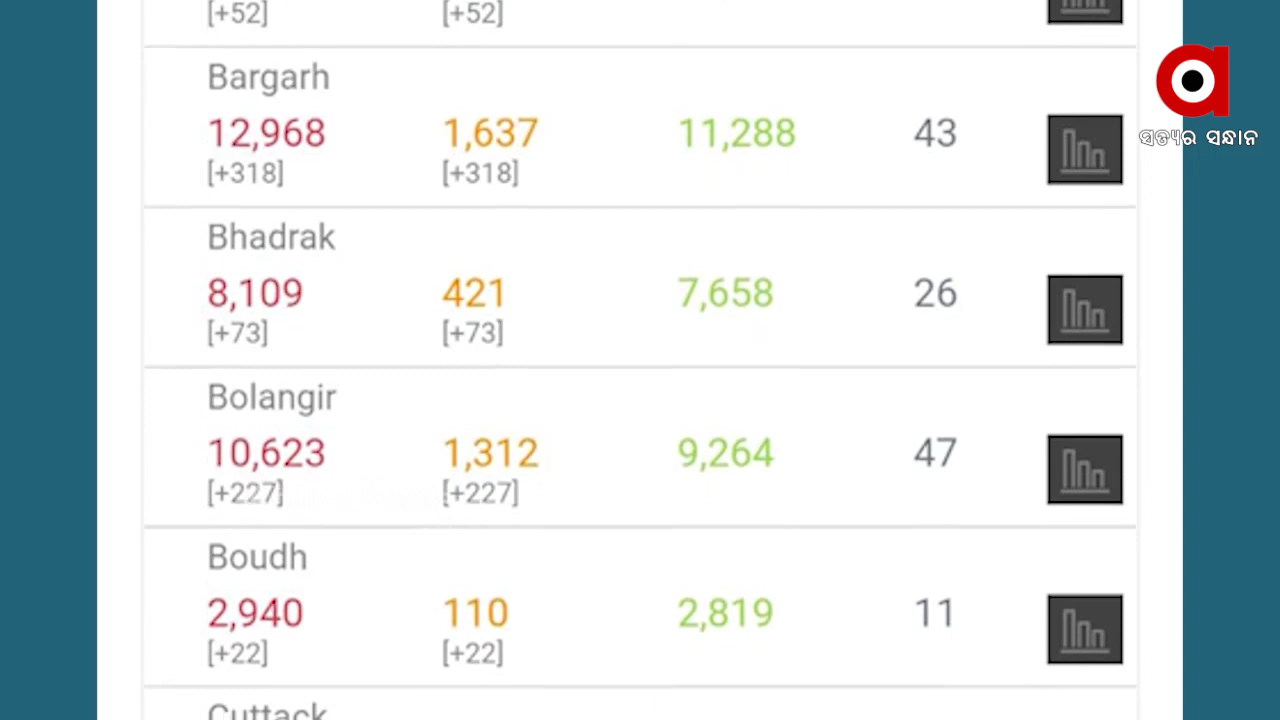 [+52] [+52]
Bargarh
12,968 1,637 11,288 43
[+318] [+318]
ସତ୍ୟର ସନ୍ଧାନ
Bhadrak
8,109 421 7,658 26
[+73] [+73]
Bolangir
10,623 1,312 9,264 47
[+227] [+227]
Boudh
2,940 110 2,819 11
[+22] [+22]
Cuttack